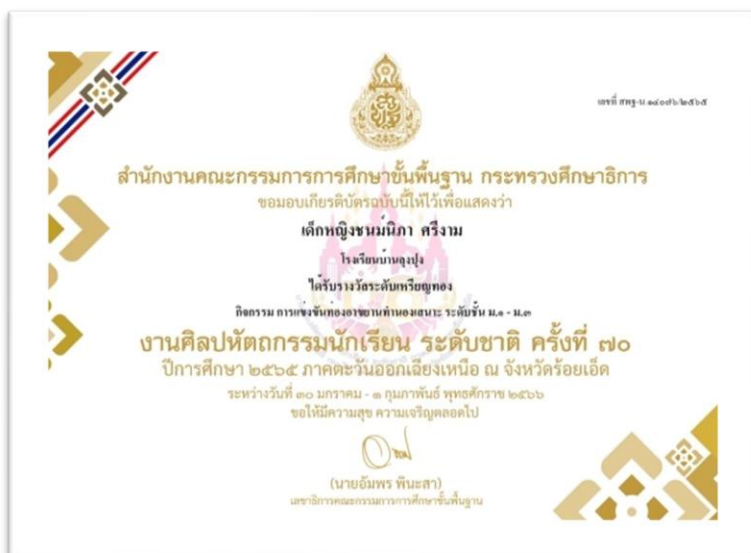 เลขที่ สพฐ-บ.๑๔๐๗๖/๒๕๖๕
สำนักงานคณะกรรมการการศึกษาขั้นพื้นฐาน กระทรวงศึกษาธิการ
ขอมอบเกียรติบัตรฉบับนี้ให้ไว้เพื่อแสดงว่า
เด็กหญิงชนม์นิภา ศรีงาม
โรงเรียนบ้านลุงปุง
ได้รับรางวัลระดับเหรียญทอง
กิจกรรม การแข่งขันท่องอาขยานทำนองเสนาะ ระดับชั้น ม.๑ - ม.๓
งานศิลปหัตถกรรมนักเรียน ระดับชาติ ครั้งที่ ๗๐
ปีการศึกษา ๒๕๖๕ ภาคตะวันออกเฉียงเหนือ ณ จังหวัดร้อยเอ็ด
ระหว่างวันที่ ๓๐ มกราคม - ๑ กุมภาพันธ์ พุทธศักราช ๒๕๖๖
ขอให้มีความสุข ความเจริญตลอดไป
(นายอัมพร พินะสา)
เลขาธิการคณะกรรมการการศึกษาขั้นพื้นฐาน